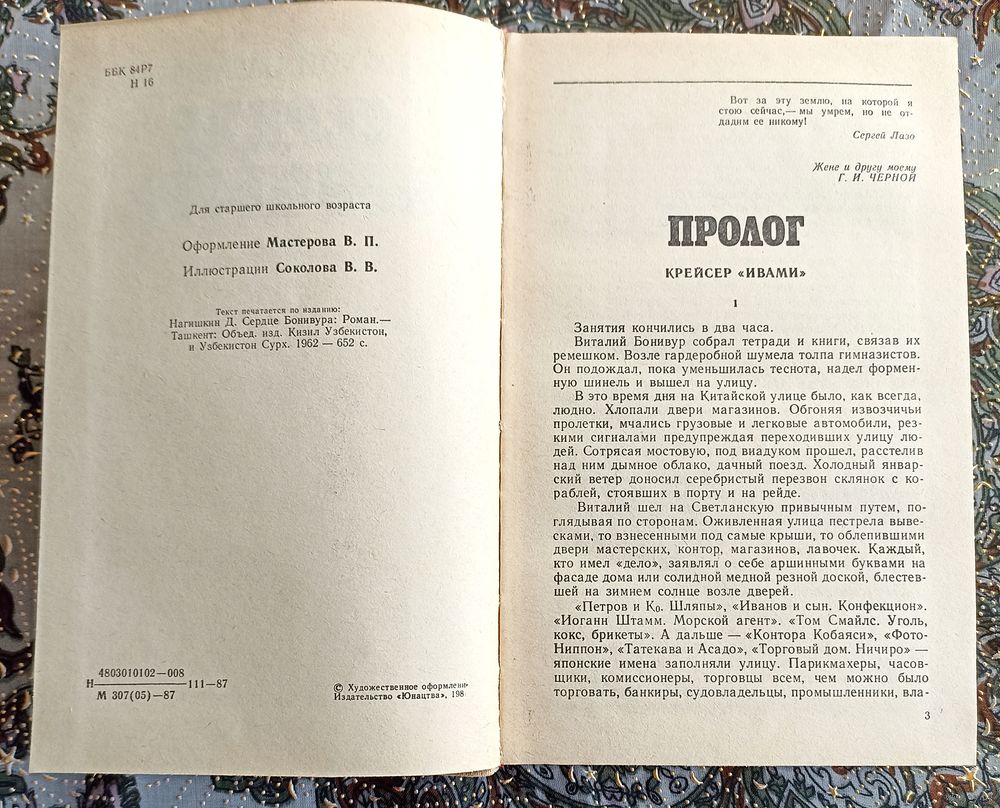 ББК 84Р7
Н 16
Для старшего школьного возраста
Оформление Мастерова В. П.
Иллюстрации Соколова В. В.
Текст печатается по изданию:
Нагишкин Д. Сердце Бонивура: Роман.—
Ташкент: Объед. изд. Кизил Узбекистон,
и Узбекистон Сурх. 1962 — 652 с.
4803010102—008
Н——————111—87
М 307(05)—87
© Художественное оформлени
Издательство «Юнацтва», 198
Вот за эту землю, на которой я
стою сейчас,— мы умрем, но не от-
дадим ее никому!
Сергей Лазо
Жене и другу моему
Г. И. ЧЕРНОЙ
ПРОЛОГ
КРЕЙСЕР «ИВАМИ»
1
Занятия кончились в два часа.
Виталий Бонивур собрал тетради и книги, связав их
ремешком. Возле гардеробной шумела толпа гимназистов.
Он подождал, пока уменьшилась теснота, надел формен-
ную шинель и вышел на улицу.
В это время дня на Китайской улице было, как всегда,
людно. Хлопали двери магазинов. Обгоняя извозчичьи
пролетки, мчались грузовые и легковые автомобили, рез-
кими сигналами предупреждая переходивших улицу лю-
дей. Сотрясая мостовую, под виадуком прошел, расстелив
над ним дымное облако, дачный поезд. Холодный январ-
ский ветер доносил серебристый перезвон склянок с ко-
раблей, стоявших в порту и на рейде.
Виталий шел на Светланскую привычным путем, по-
глядывая по сторонам. Оживленная улица пестрела выве-
сками, то взнесенными под самые крыши, то облепившими
двери мастерских, контор, магазинов, лавочек. Каждый,
кто имел «дело», заявлял о себе аршинными буквами на
фасаде дома или солидной медной резной доской, блестев-
шей на зимнем солнце возле дверей.
«Петров и Ко. Шляпы», «Иванов и сын. Конфекцион».
«Иоганн Штамм. Морской агент». «Том Смайлс. Уголь,
кокс, брикеты». А дальше — «Контора Кобаяси», «Фото-
Ниппон», «Татекава и Асадо», «Торговый дом. Ничиро» —
японские имена заполняли улицу. Парикмахеры, часов-
щики, комиссионеры, торговцы всем, чем можно было
торговать, банкиры, судовладельцы, промышленники, вла-
3